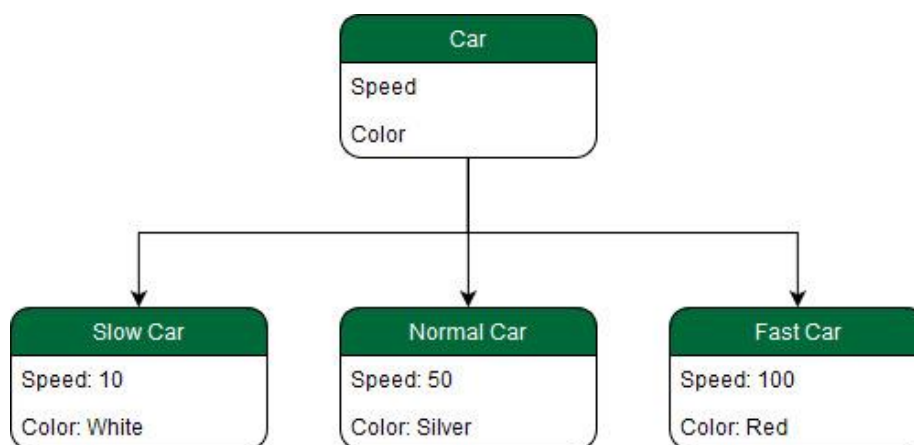 Car
Speed
Color
Slow Car
Speed: 10
Color: White
Normal Car
Speed: 50
Color: Silver
Fast Car
Speed: 100
Color: Red